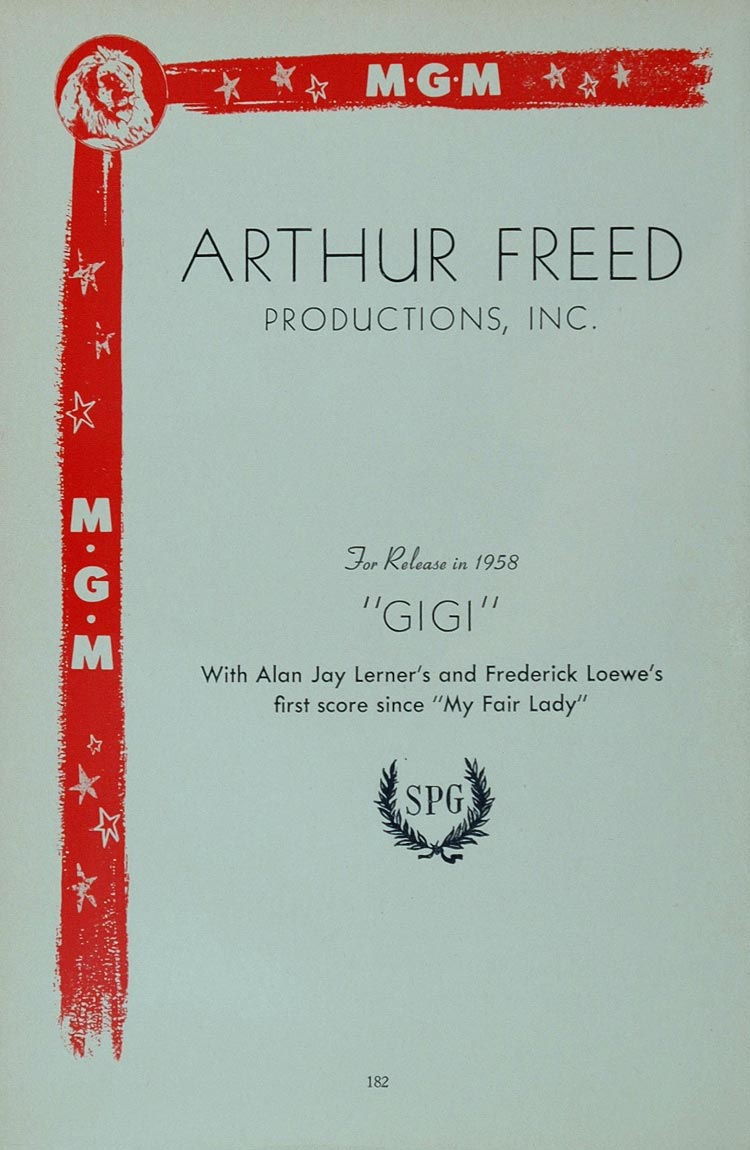 M·G·M
ARTHUR FREED
PRODUCTIONS, INC.
M·G·M
For Release in 1958
"GIGI"
With Alan Jay Lerner's and Frederick Loewe's
first score since "My Fair Lady"
SPG
182